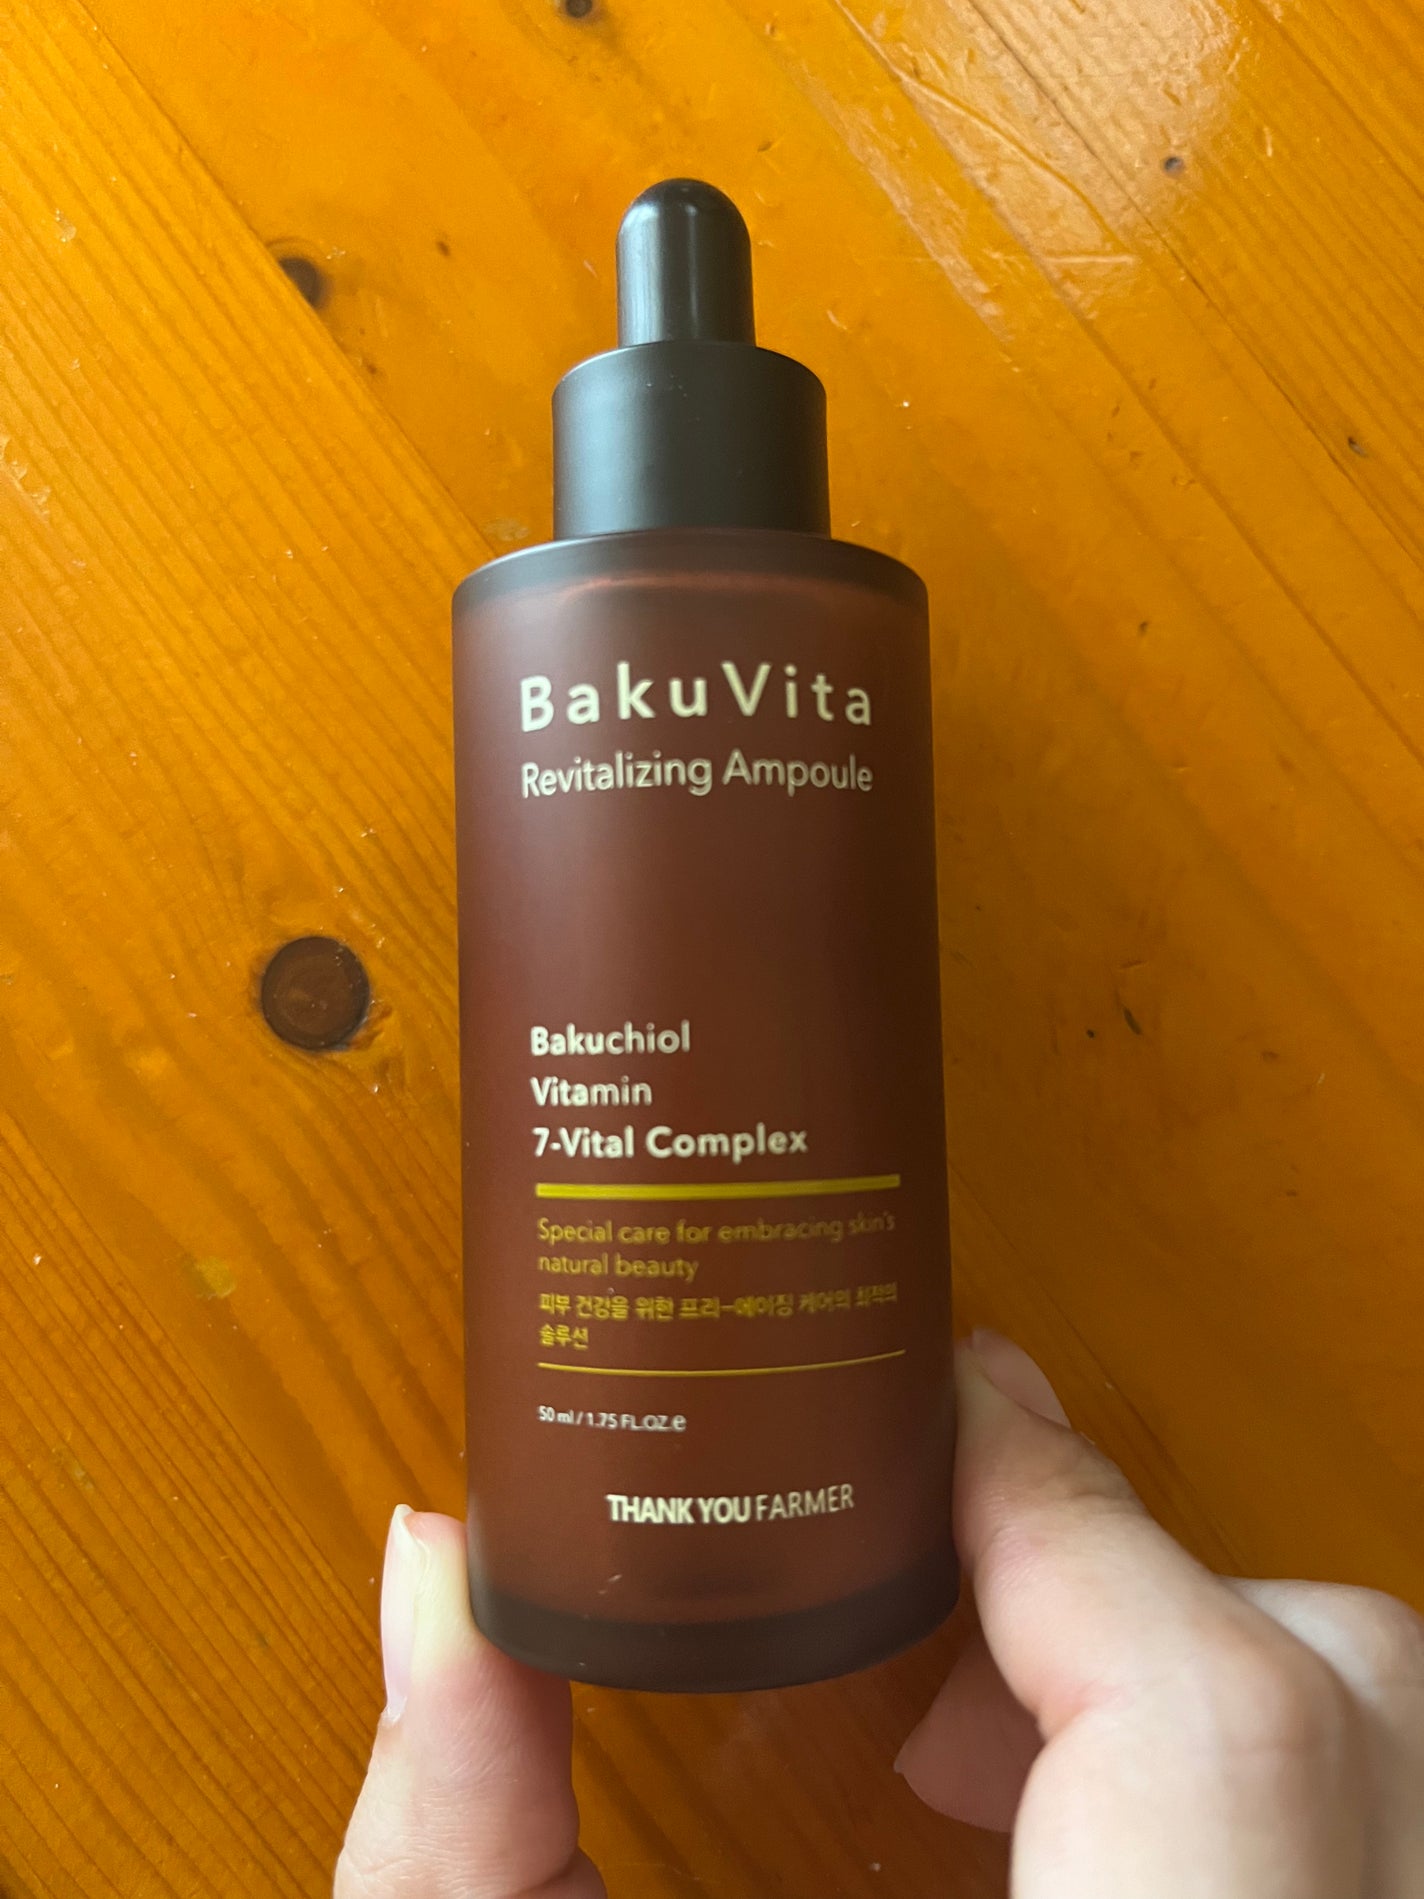 BakuVita
Revitalizing Ampoule
Bakuchiol
Vitamin
7-Vital Complex
Special care for embracing skin's
natural beauty
피부 건강을 위한 프리-에이징 케어의 최적의
솔루션
50 ml / 1.75 FL.OZ.e
THANK YOU FARMER